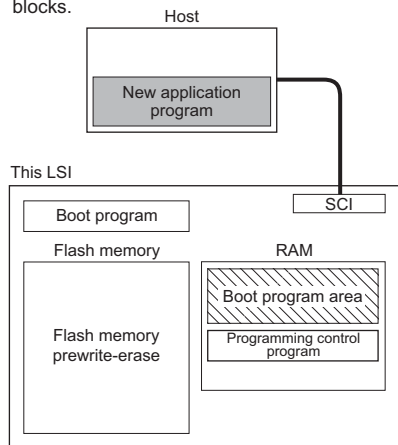 blocks.
Host
New application
program
This LSI
SCI
Boot program
Flash memory
RAM
Boot program area
Flash memory
prewrite-erase
Programming control
program